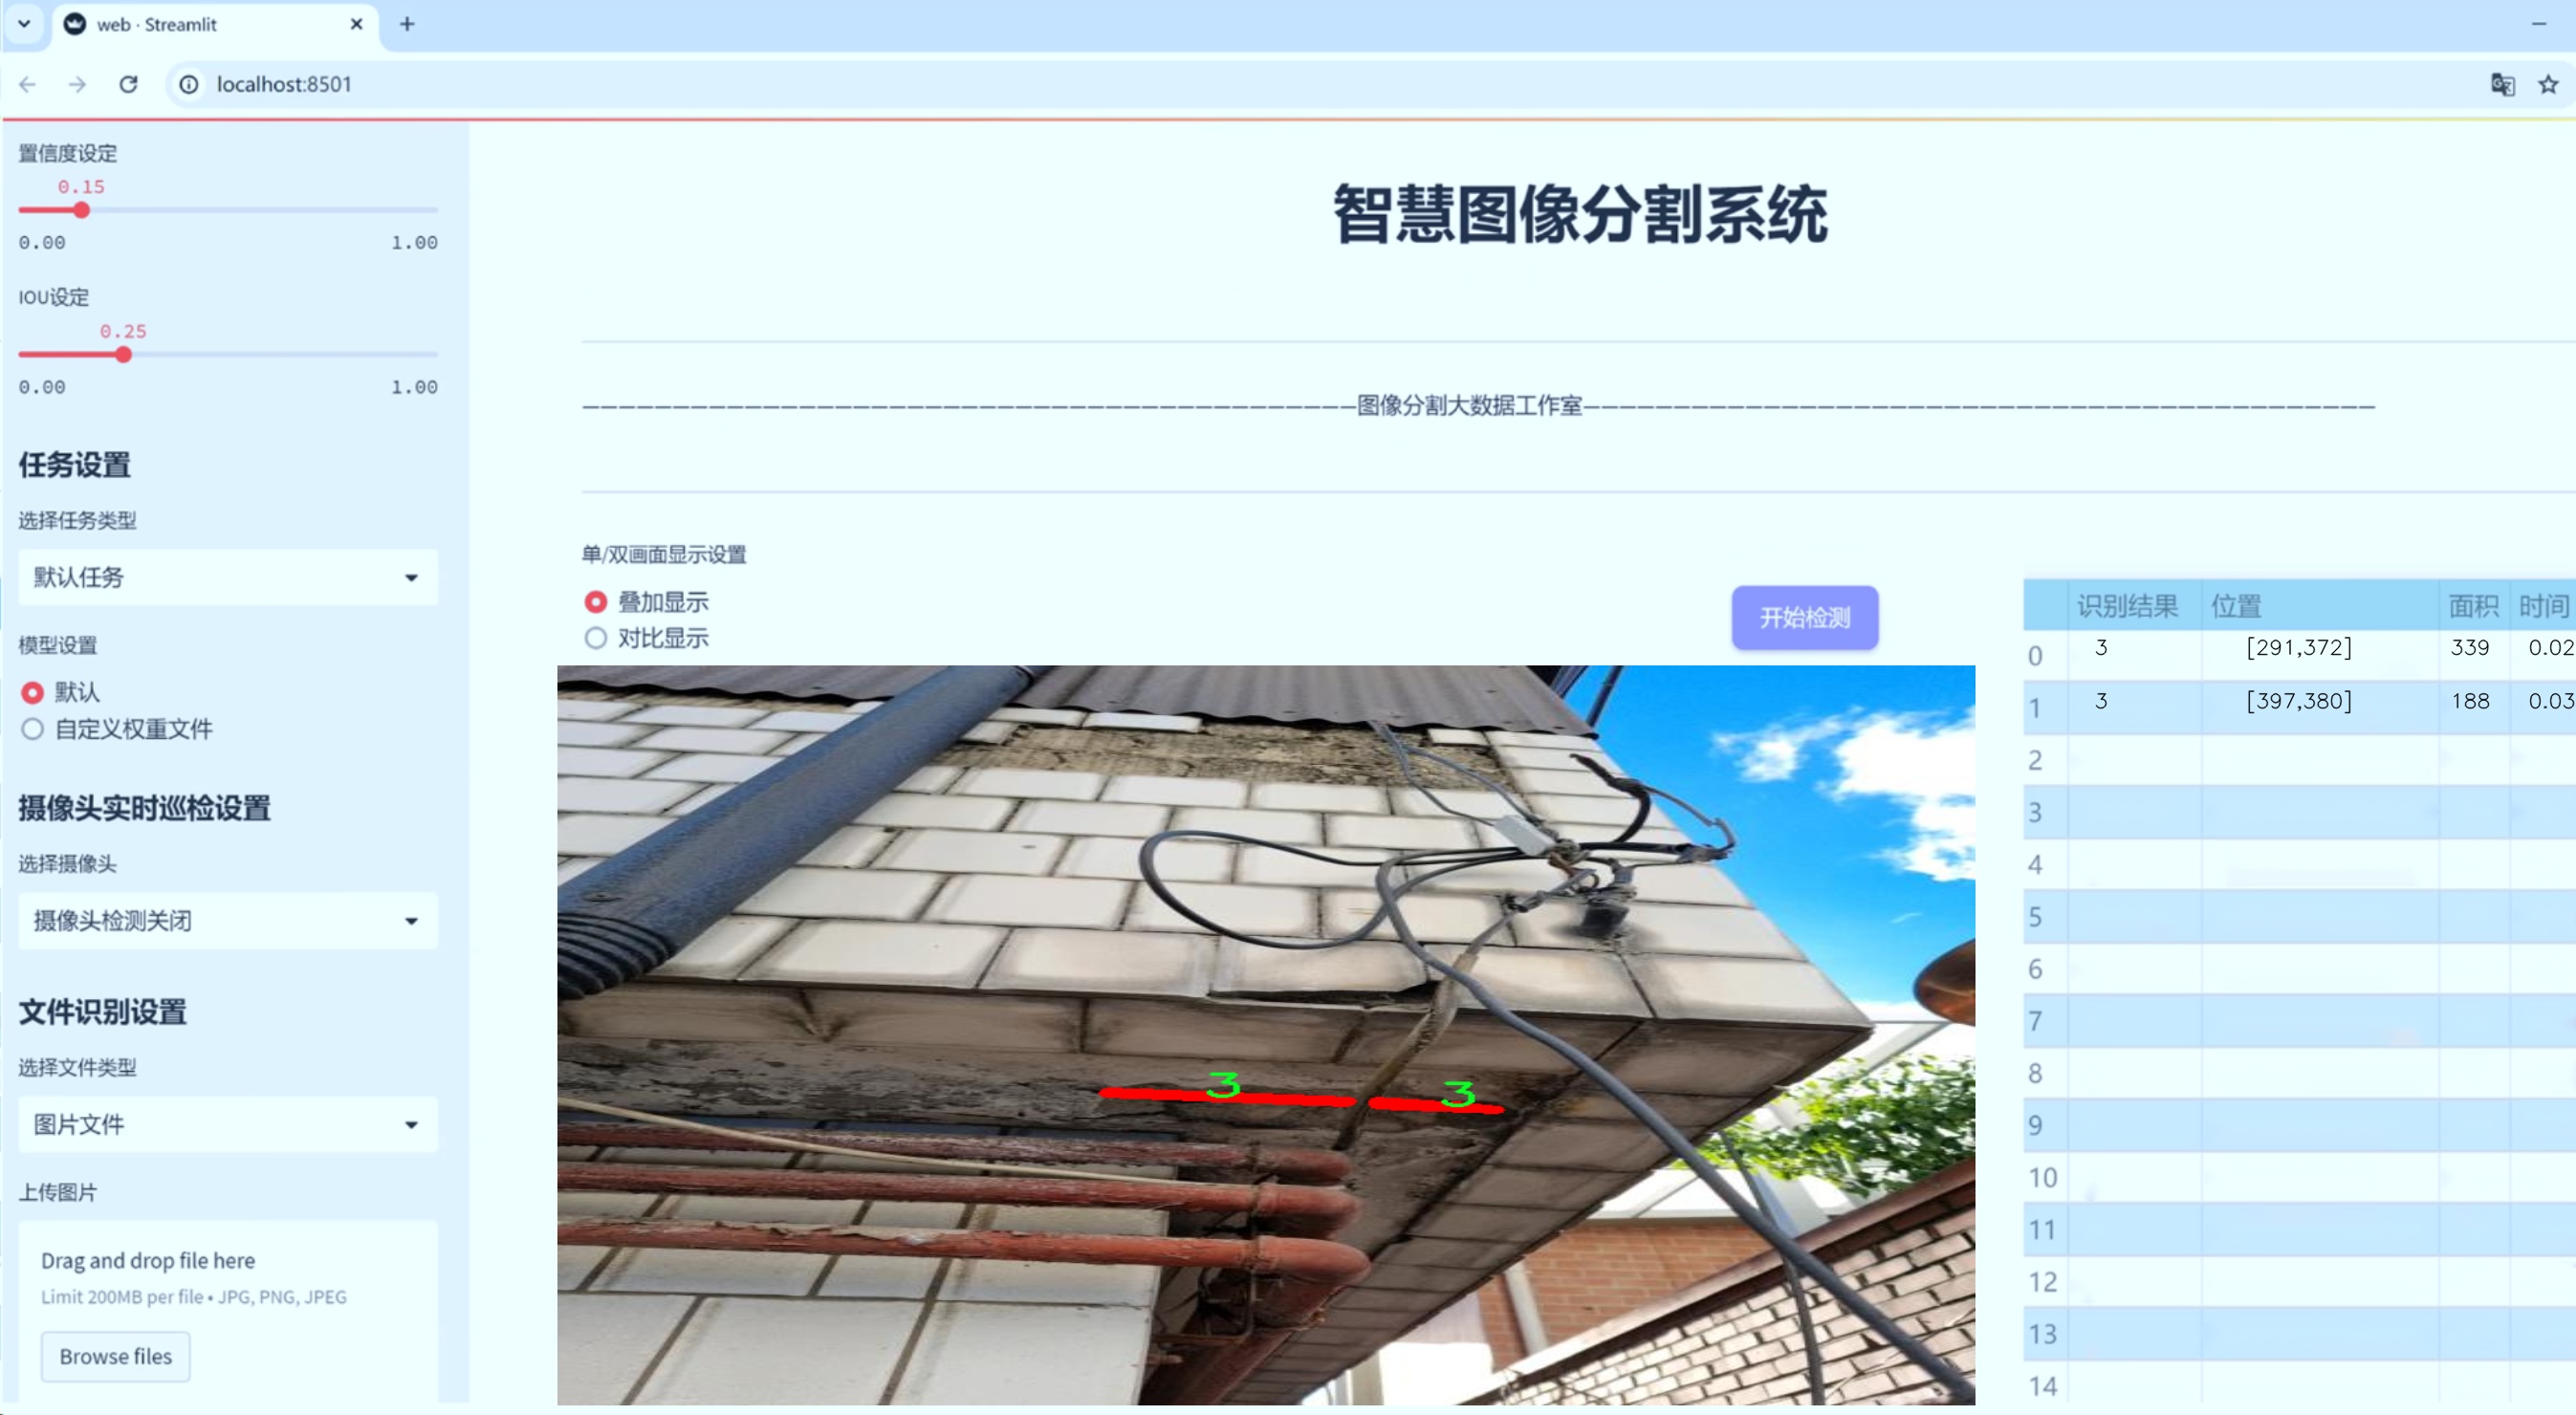 web · Streamlit
localhost:8501
置信度设定
0.15
0.00 1.00
IOU设定
0.25
0.00 1.00
任务设置
选择任务类型
默认任务
模型设置
默认
自定义权重文件
摄像头实时巡检设置
选择摄像头
摄像头检测关闭
文件识别设置
选择文件类型
图片文件
上传图片
Drag and drop file here
Limit 200MB per file • JPG, PNG, JPEG
Browse files
智慧图像分割系统
图像分割大数据工作室
单/双画面显示设置
叠加显示
对比显示
开始检测
3 3
识别结果 位置 面积 时间
0 3 [291,372] 339 0.02
1 3 [397,380] 188 0.03
2
3
4
5
6
7
8
9
10
11
12
13
14